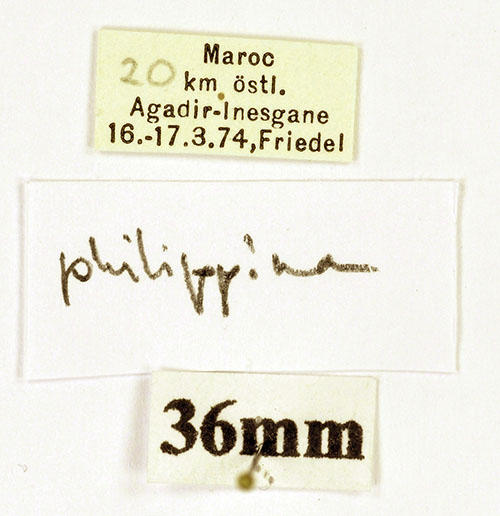 Maroc
20 km östl.
Agadir-Inesgane
16.-17.3.74,Friedel
philippina
36mm